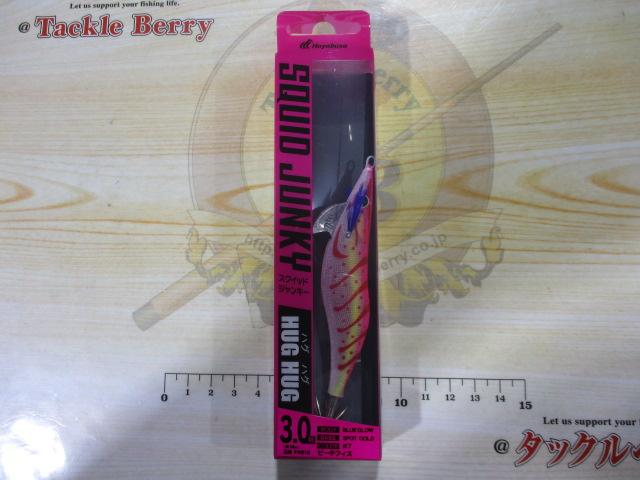 Let us support your fishing life.
@ Tackle Berry
Hayabusa
SQUID JUNKY
スクイッド
ジャンキー
HUG HUG
ハグ ハグ
3.0
BLUE GLOW
SPOT GOLD
ピーチフィズ
0 1 2 3 4 10 11 12 13 14 15
Let us support your fishing
@ タックルベ